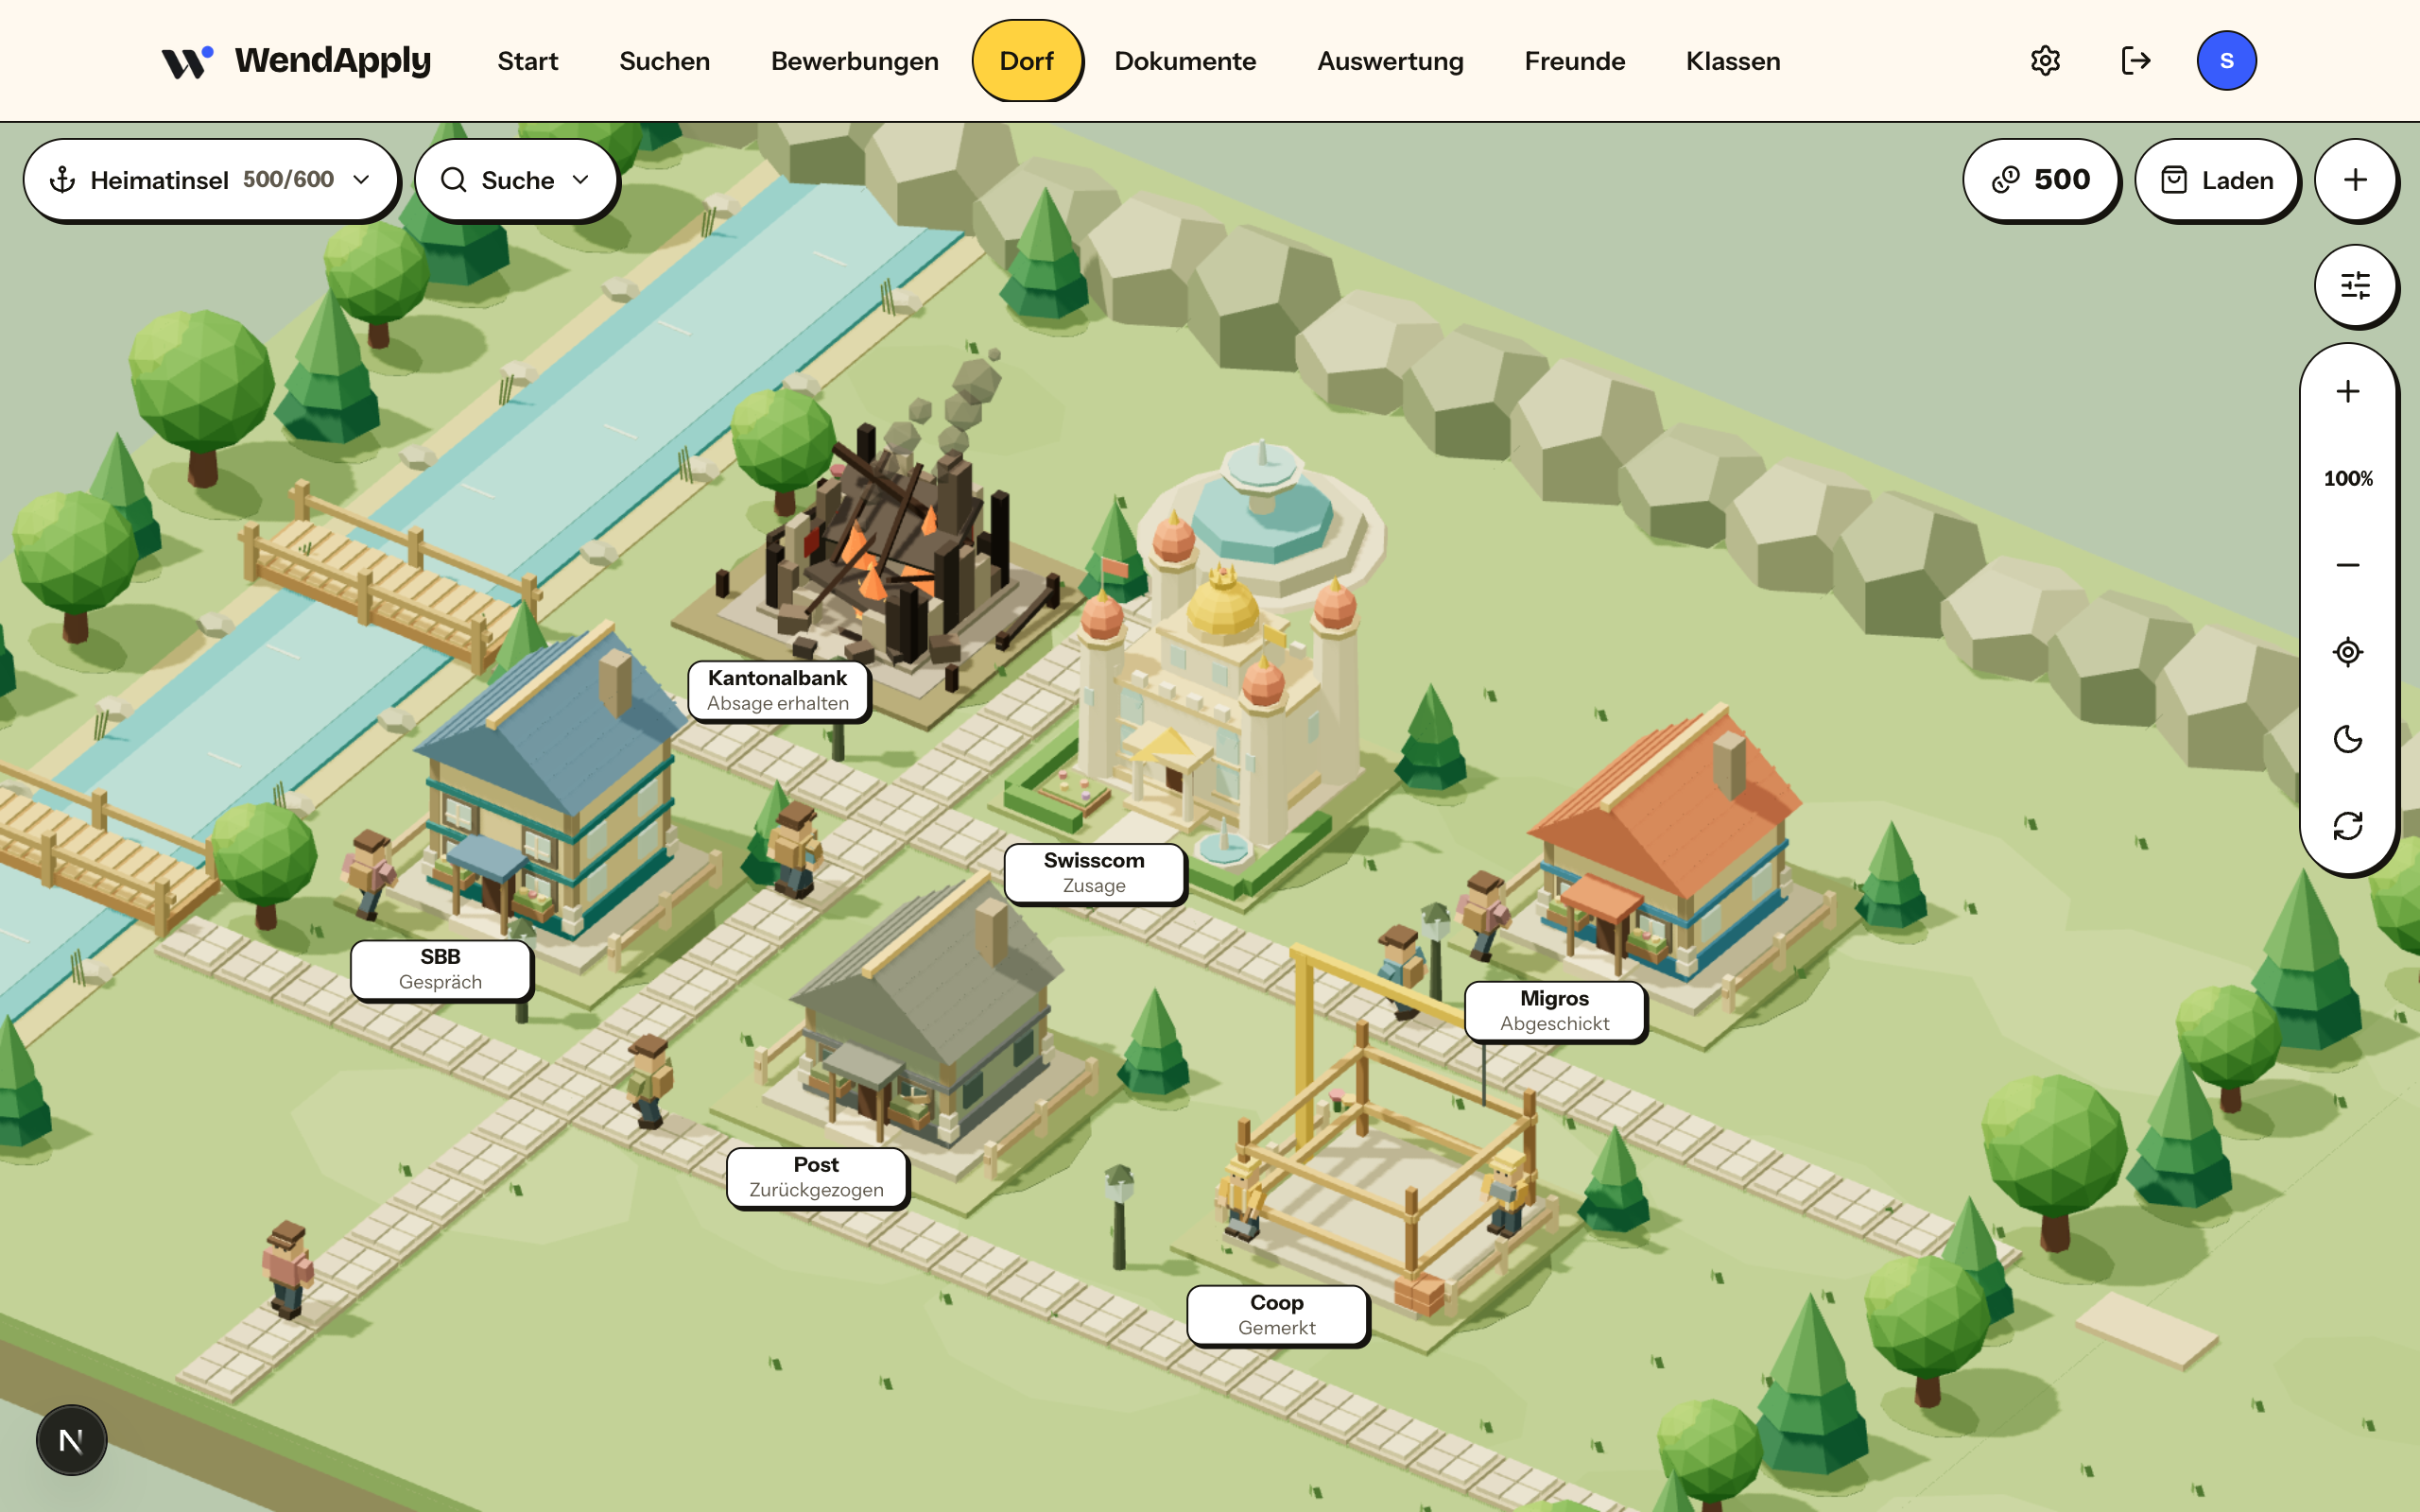 WendApply
Start
Suchen
Bewerbungen
Dorf
Dokumente
Auswertung
Freunde
Klassen
S
Heimatinsel 500/600
Suche
500
Laden
100%
Kantonalbank
Absage erhalten
Swisscom
Zusage
SBB
Gespräch
Migros
Abgeschickt
Post
Zurückgezogen
Coop
Gemerkt
N